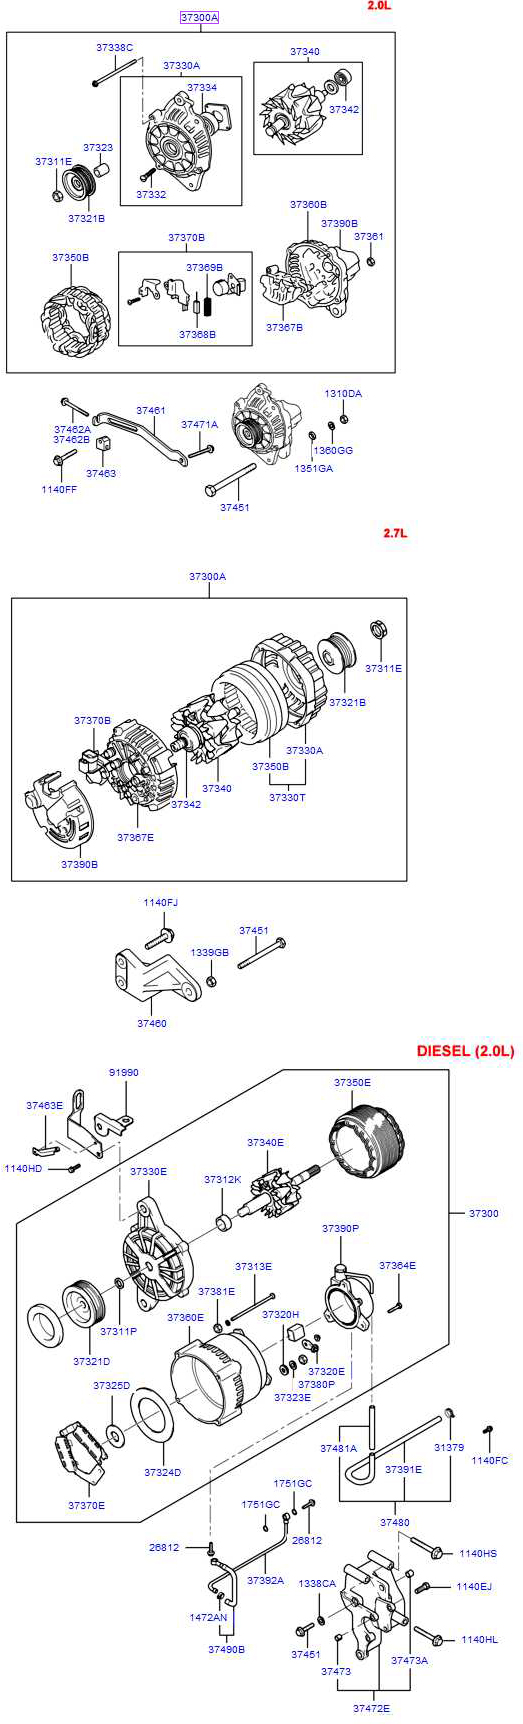 2.0L
37300A
37338C
37340
37330A
37334
37342
37323
37311E
37332
37321B
37360B
37390B
37361
37370B
37350B
37369B
37367B
37368B
1310DA
37462A
37462B
37461
37471A
1360GG
37463
1351GA
1140FF
37451
2.7L
37300A
37311E
37321B
37370B
37330A
37350B
37340
37330T
37342
37367E
37390B
1140FJ
37451
1339GB
37460
DIESEL (2.0L)
91990
37350E
37463E
37340E
1140HD
37330E
37312K
37300
37390P
37313E
37364E
37381E
37360E
37320H
37311P
37321D
37320E
37380P
37323E
37325D
37481A
31379
1140FC
37391E
37324D
37370E
1751GC
1751GC
37480
26812
26812
1140HS
37392A
1338CA
1140EJ
1472AN
37490B
37451
1140HL
37473A
37473
37472E